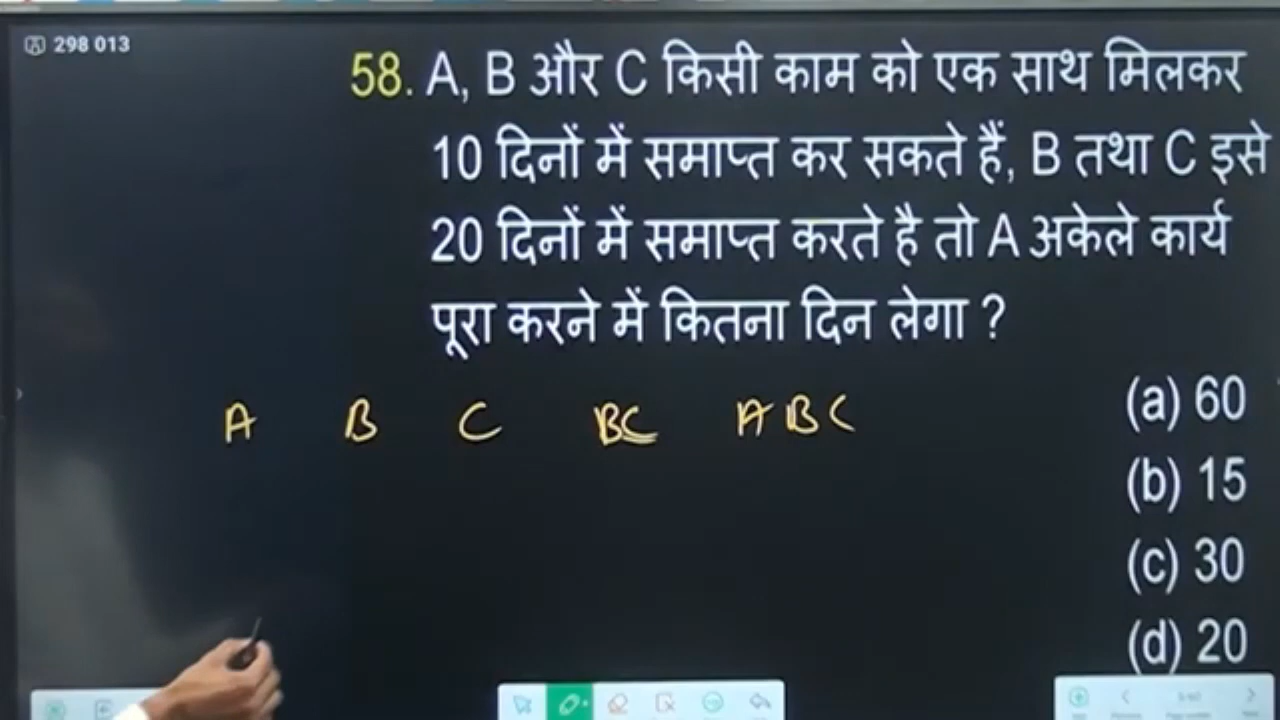 298 013
58. A, B और C किसी काम को एक साथ मिलकर
10 दिनों में समाप्त कर सकते हैं, B तथा C इसे
20 दिनों में समाप्त करते है तो A अकेले कार्य
पूरा करने में कितना दिन लेगा ?
A B C BC ABC
(a) 60
(b) 15
(c) 30
(d) 20